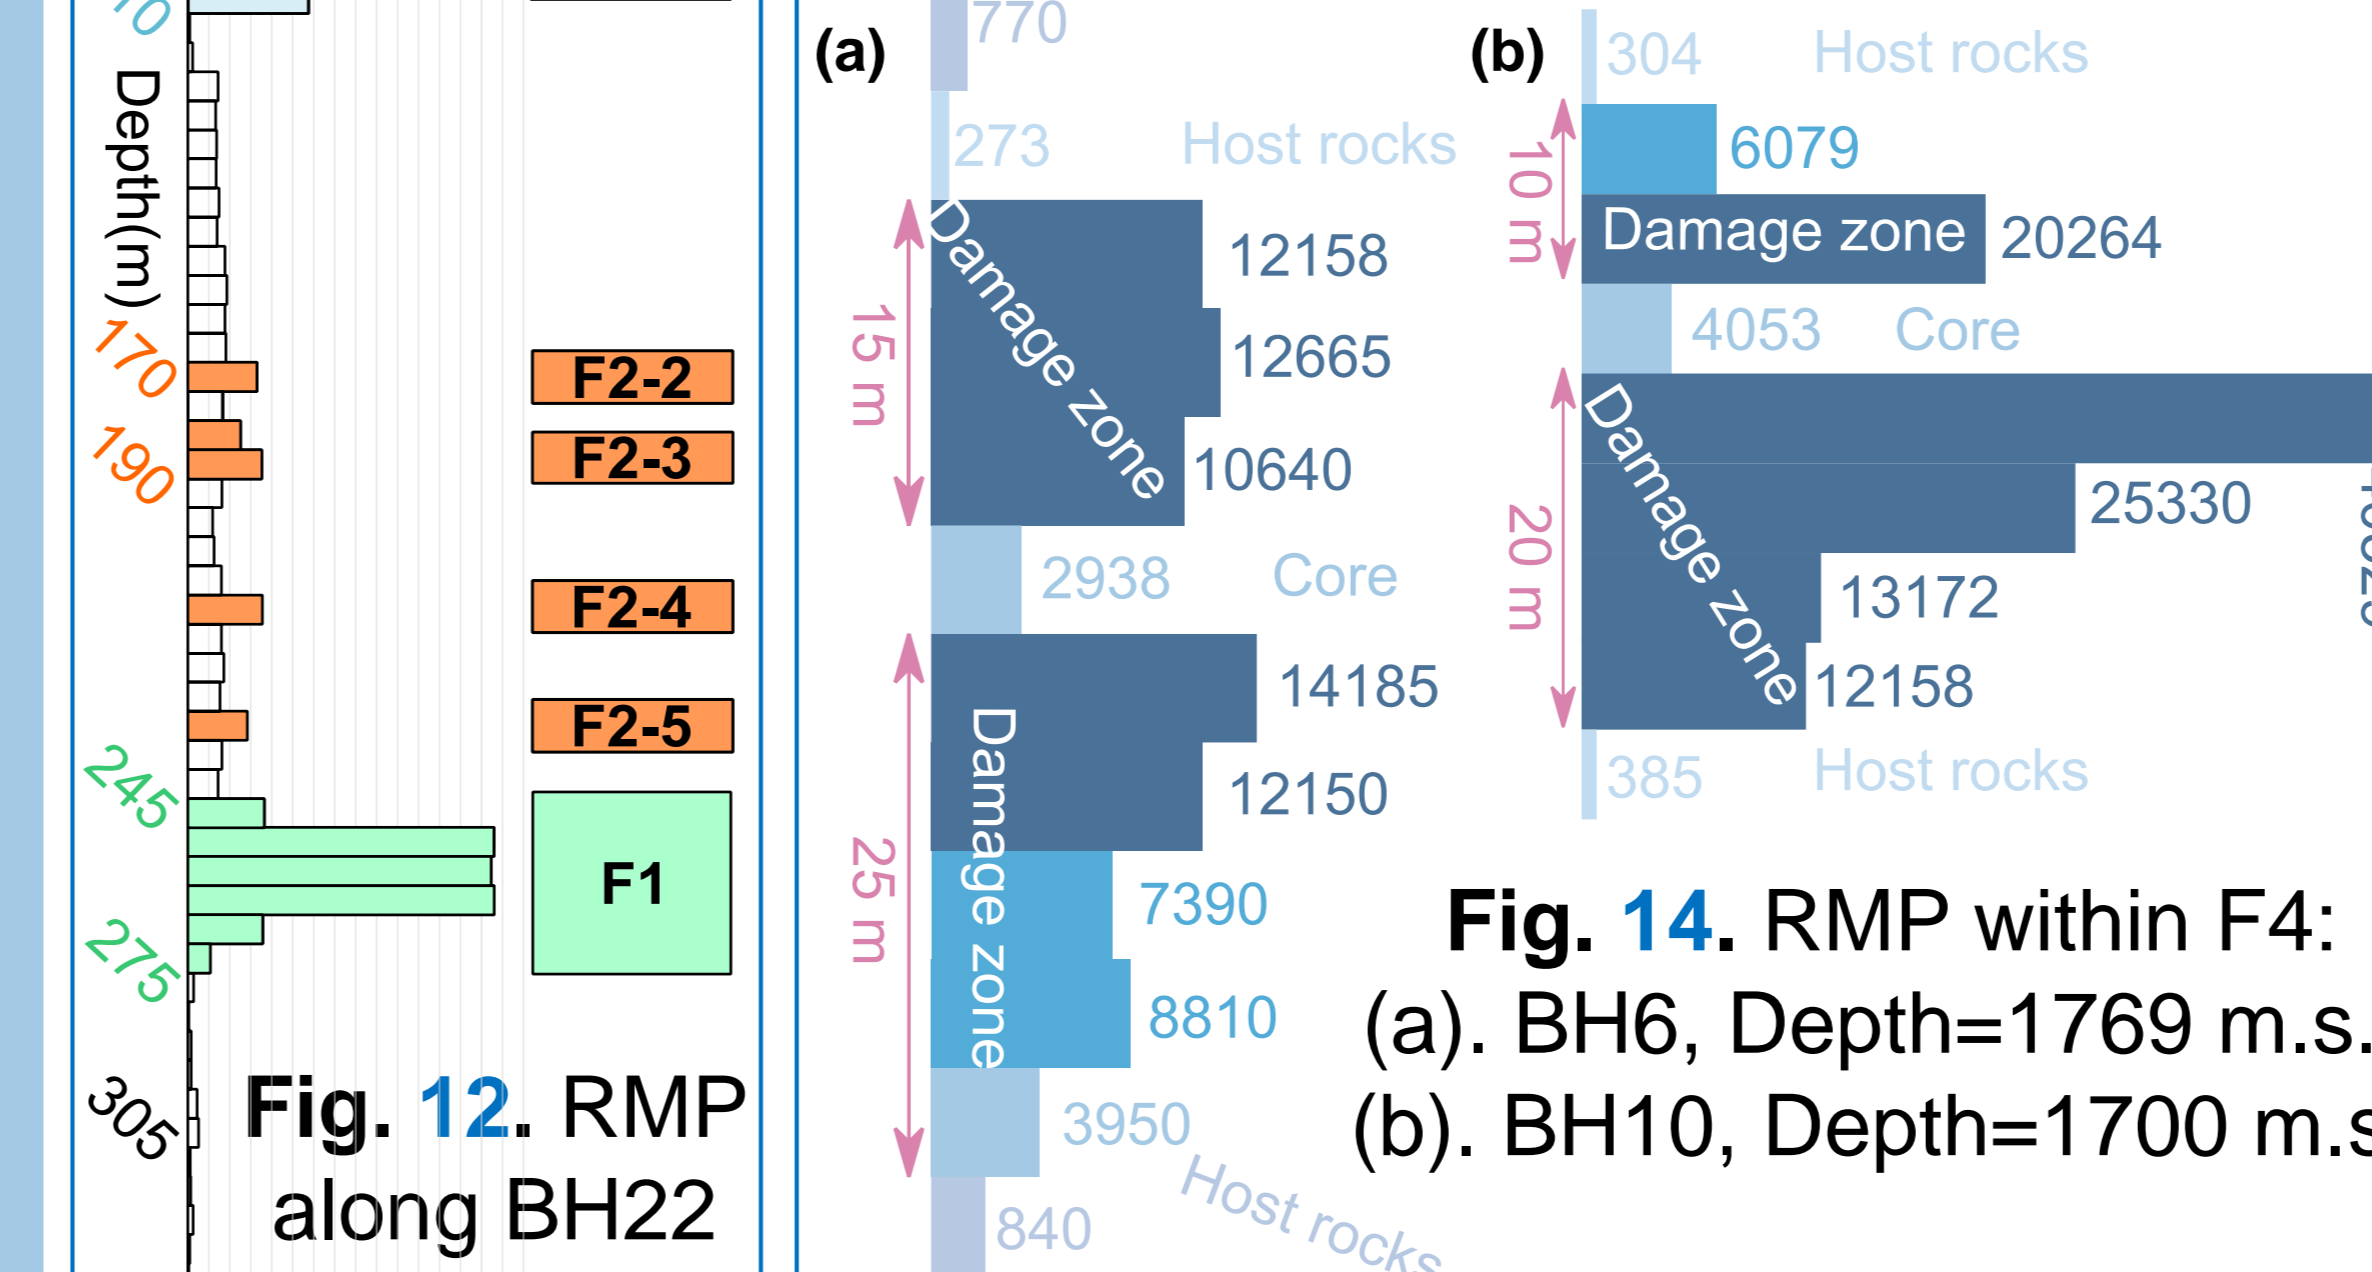 Depth(m)
170
190
245
275
305
F2-2
F2-3
F2-4
F2-5
F1
Fig. 12. RMP
along BH22
(a)
770
273 Host rocks
Damage zone
12158
12665
10640
15 m
2938 Core
Damage zone
14185
12150
7390
8810
3950
25 m
840 Host rocks
(b)
304 Host rocks
6079
10 m
Damage zone 20264
4053 Core
Damage zone
25330
13172
12158
20 m
385 Host rocks
Fig. 14. RMP within F4:
(a). BH6, Depth=1769 m.s.
(b). BH10, Depth=1700 m.s